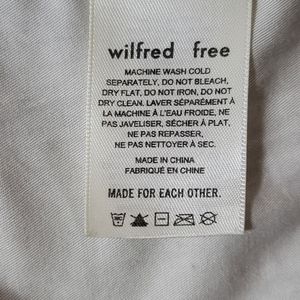 wilfred free
MACHINE WASH COLD
SEPARATELY, DO NOT BLEACH,
DRY FLAT, DO NOT IRON, DO NOT
DRY CLEAN. LAVER SÉPARÉMENT À
LA MACHINE À L'EAU FROIDE, NE
PAS JAVELISER, SÉCHER À PLAT.
NE PAS REPASSER,
NE PAS NETTOYER À SEC.
MADE IN CHINA
FABRIQUÉ EN CHINE
MADE FOR EACH OTHER.